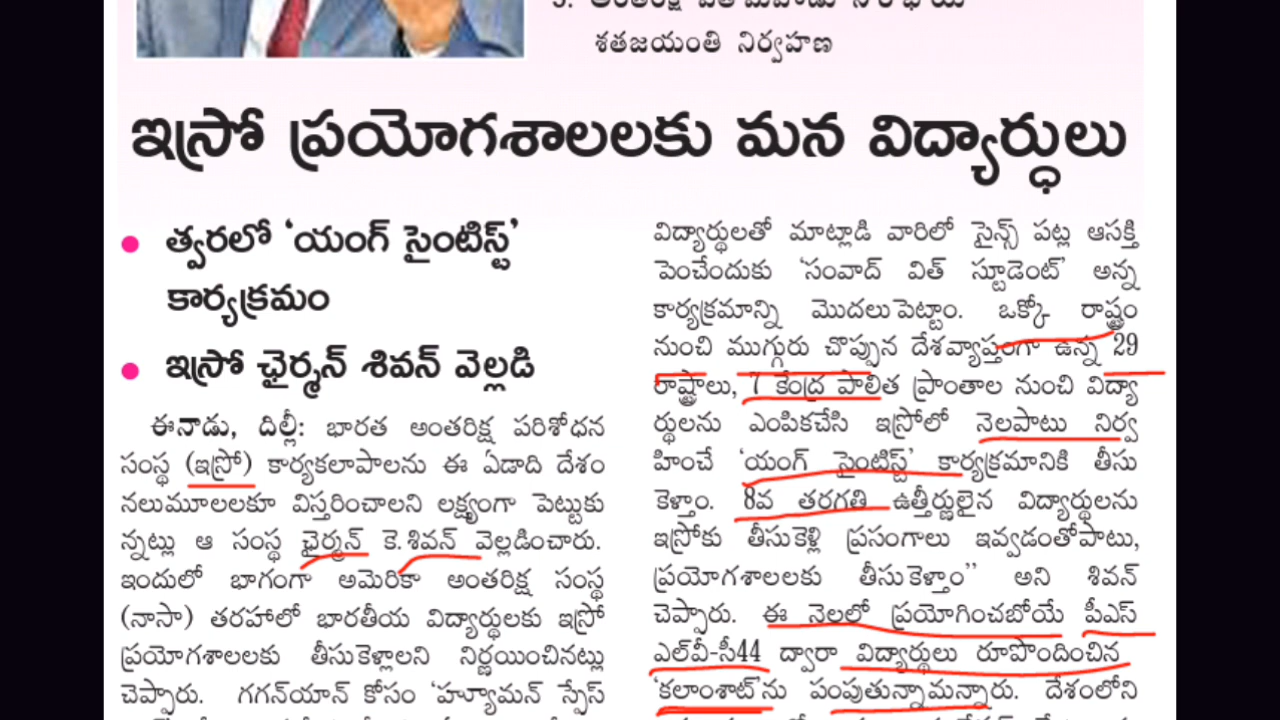 శతజయంతి నిర్వహణ
ఇస్రో ప్రయోగశాలలకు మన విద్యార్థులు
• త్వరలో ‘యంగ్ సైంటిస్ట్’
కార్యక్రమం
• ఇస్రో ఛైర్మన్ శివన్ వెల్లడి
ఈనాడు, దిల్లీ: భారత అంతరిక్ష పరిశోధన
సంస్థ (ఇస్రో) కార్యకలాపాలను ఈ ఏడాది దేశం
నలుమూలలకూ విస్తరించాలని లక్ష్యంగా పెట్టుకు
న్నట్లు ఆ సంస్థ ఛైర్మన్ కె.శివన్ వెల్లడించారు.
ఇందులో భాగంగా అమెరికా అంతరిక్ష సంస్థ
(నాసా) తరహాలో భారతీయ విద్యార్థులకు ఇస్రో
ప్రయోగశాలలకు తీసుకెళ్లాలని నిర్ణయించినట్లు
చెప్పారు. గగన్‌యాన్ కోసం ‘హ్యూమన్ స్పేస్
విద్యార్థులతో మాట్లాడి వారిలో సైన్స్ పట్ల ఆసక్తి
పెంచేందుకు ‘సంవాద్ విత్ స్టూడెంట్’ అన్న
కార్యక్రమాన్ని మొదలుపెట్టాం. ఒక్కో రాష్ట్రం
నుంచి ముగ్గురు చొప్పున దేశవ్యాప్తంగా ఉన్న 29
రాష్ట్రాలు, 7 కేంద్ర పాలిత ప్రాంతాల నుంచి విద్యా
ర్థులను ఎంపికచేసి ఇస్రోలో నెలపాటు నిర్వ
హించే ‘యంగ్ సైంటిస్ట్’ కార్యక్రమానికి తీసు
కెళ్తాం. 8వ తరగతి ఉత్తీర్ణులైన విద్యార్థులను
ఇస్రోకు తీసుకెళ్లి ప్రసంగాలు ఇవ్వడంతోపాటు,
ప్రయోగశాలలకు తీసుకెళ్తాం’’ అని శివన్
చెప్పారు. ఈ నెలలో ప్రయోగించబోయే పీఎస్
ఎల్‌వీ-సీ44 ద్వారా విద్యార్థులు రూపొందించిన
‘కలాంశాట్’ను పంపుతున్నామన్నారు. దేశంలోని